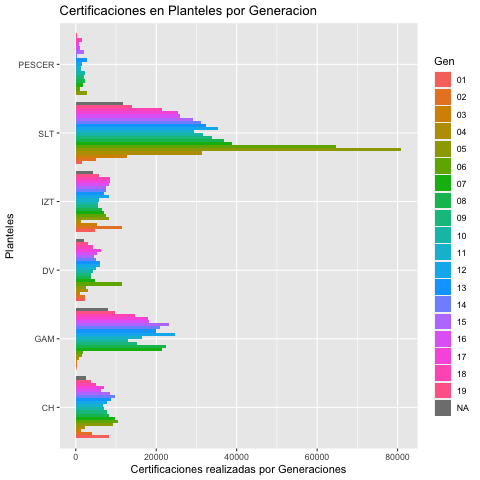 Certificaciones en Planteles por Generacion
Planteles
PESCER
SLT
IZT
DV
GAM
CH
0
20000
40000
60000
80000
Certificaciones realizadas por Generaciones
Gen
01
02
03
04
05
06
07
08
09
10
11
12
13
14
15
16
17
18
19
NA